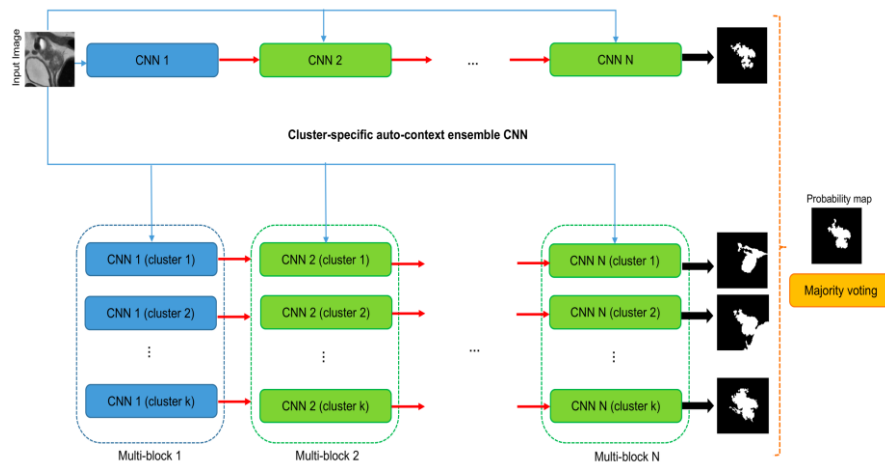 Input Image
CNN 1
CNN 2
...
CNN N
Cluster-specific auto-context ensemble CNN
Probability map
Majority voting
CNN 1 (cluster 1)
CNN 2 (cluster 1)
CNN N (cluster 1)
CNN 1 (cluster 2)
CNN 2 (cluster 2)
CNN N (cluster 2)
⋮
⋮
...
⋮
CNN 1 (cluster k)
CNN 2 (cluster k)
CNN N (cluster k)
Multi-block 1
Multi-block 2
Multi-block N